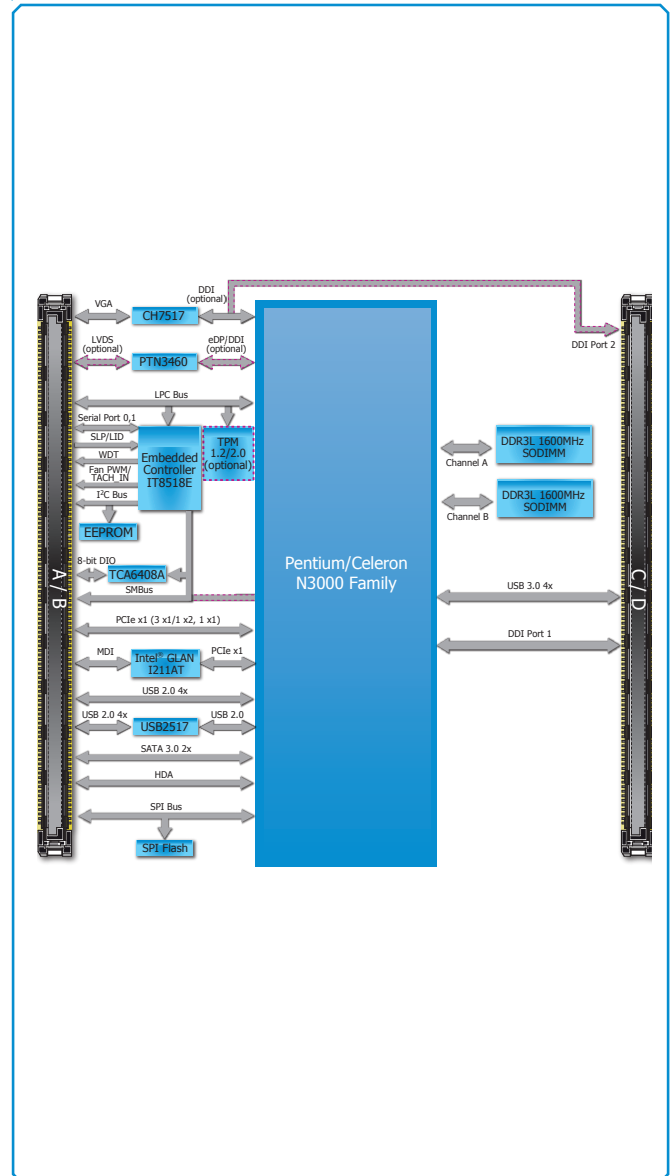 DDI
(optional)
VGA
CH7517
DDI Port 2
LVDS
(optional)
PTN3460
eDP/DDI
(optional)
LPC Bus
Serial Port 0,1
SLP/LID
WDT
Fan PWM/
TACH_IN
I²C Bus
Embedded
Controller
IT8518E
TPM
1.2/2.0
(optional)
EEPROM
8-bit DIO
TCA6408A
SMBus
A / B
PCIe x1 (3 x1/1 x2, 1 x1)
MDI
Intel® GLAN
I211AT
PCIe x1
USB 2.0 4x
USB 2.0 4x
USB2517
USB 2.0
SATA 3.0 2x
HDA
SPI Bus
SPI Flash
Pentium/Celeron
N3000 Family
Channel A
DDR3L 1600MHz
SODIMM
Channel B
DDR3L 1600MHz
SODIMM
USB 3.0 4x
DDI Port 1
C / D